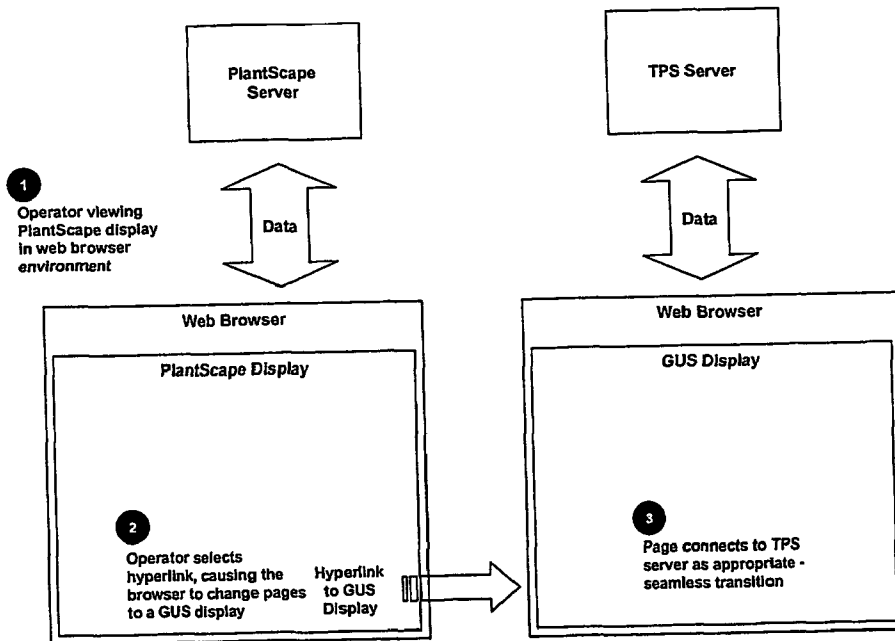 PlantScape
Server
TPS Server
1
Operator viewing
PlantScape display
in web browser
environment
Data
Data
Web Browser
PlantScape Display
2
Operator selects
hyperlink, causing the
browser to change pages
to a GUS display
Hyperlink
to GUS
Display
Web Browser
GUS Display
3
Page connects to TPS
server as appropriate -
seamless transition